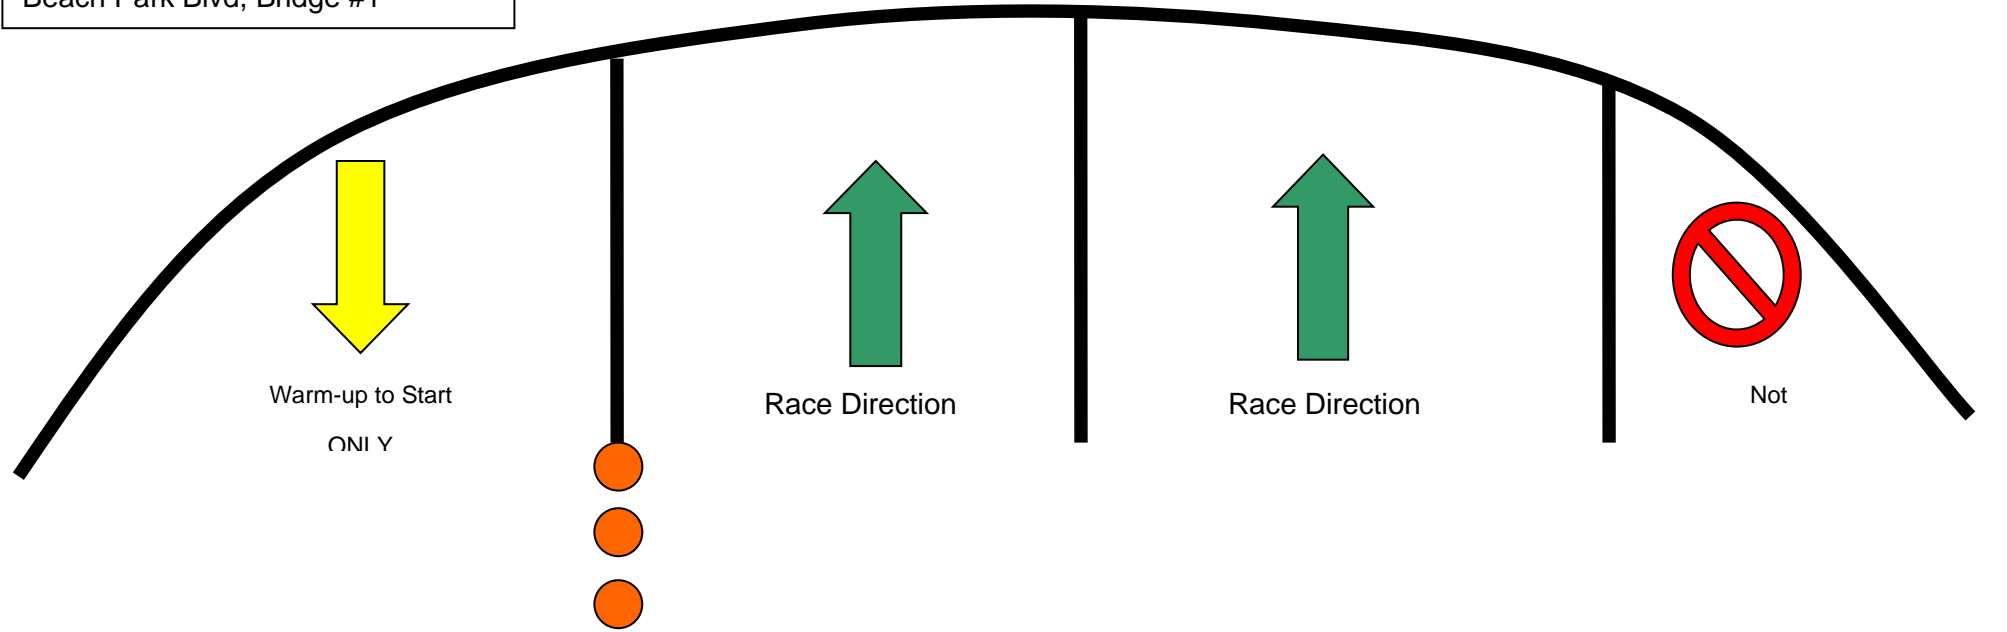 Beach Park Blvd, Bridge #1
Warm-up to Start
ONLY
Race Direction
Race Direction
Not